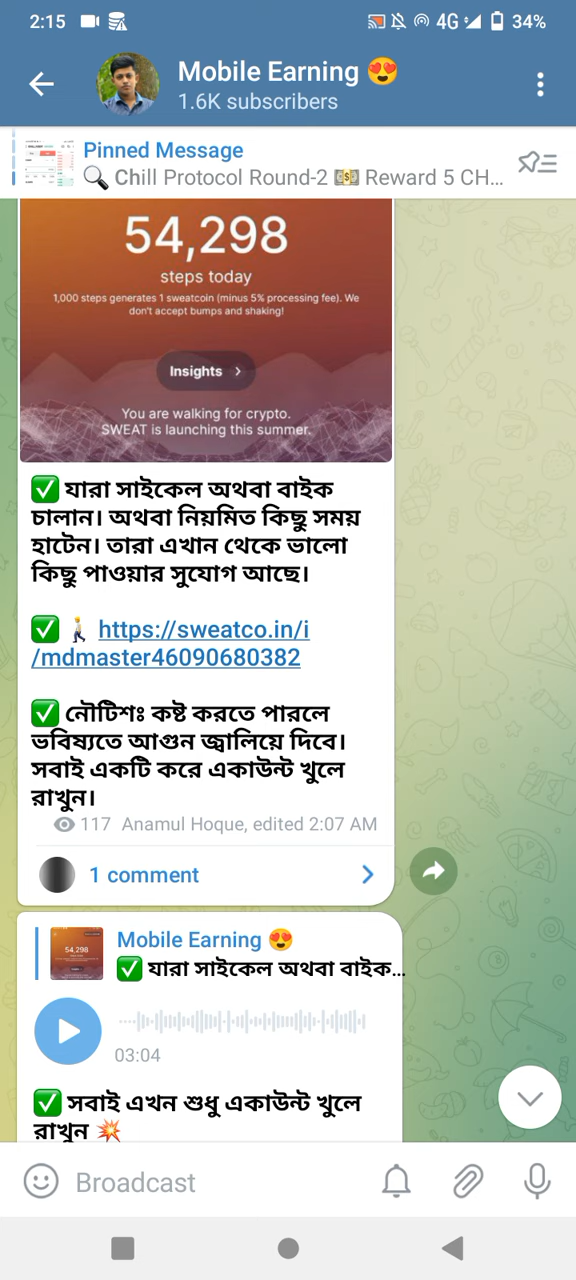 2:15
4G
34%
Mobile Earning 😍
1.6K subscribers
Pinned Message
🔍 Chill Protocol Round-2 💵 Reward 5 CH...
54,298
steps today
1,000 steps generates 1 sweatcoin (minus 5% processing fee). We
don't accept bumps and shaking!
Insights >
You are walking for crypto.
SWEAT is launching this summer.
✅ যারা সাইকেল অথবা বাইক
চালান। অথবা নিয়মিত কিছু সময়
হাটেন। তারা এখান থেকে ভালো
কিছু পাওয়ার সুযোগ আছে।
✅ 🚶 https://sweatco.in/i
/mdmaster46090680382
✅ নৌটিশঃ কষ্ট করতে পারলে
ভবিষ্যতে আগুন জ্বালিয়ে দিবে।
সবাই একটি করে একাউন্ট খুলে
রাখুন।
117 Anamul Hoque, edited 2:07 AM
1 comment
Mobile Earning 😍
54,298
✅ যারা সাইকেল অথবা বাইক...
03:04
✅ সবাই এখন শুধু একাউন্ট খুলে
রাখুন 💥
Broadcast